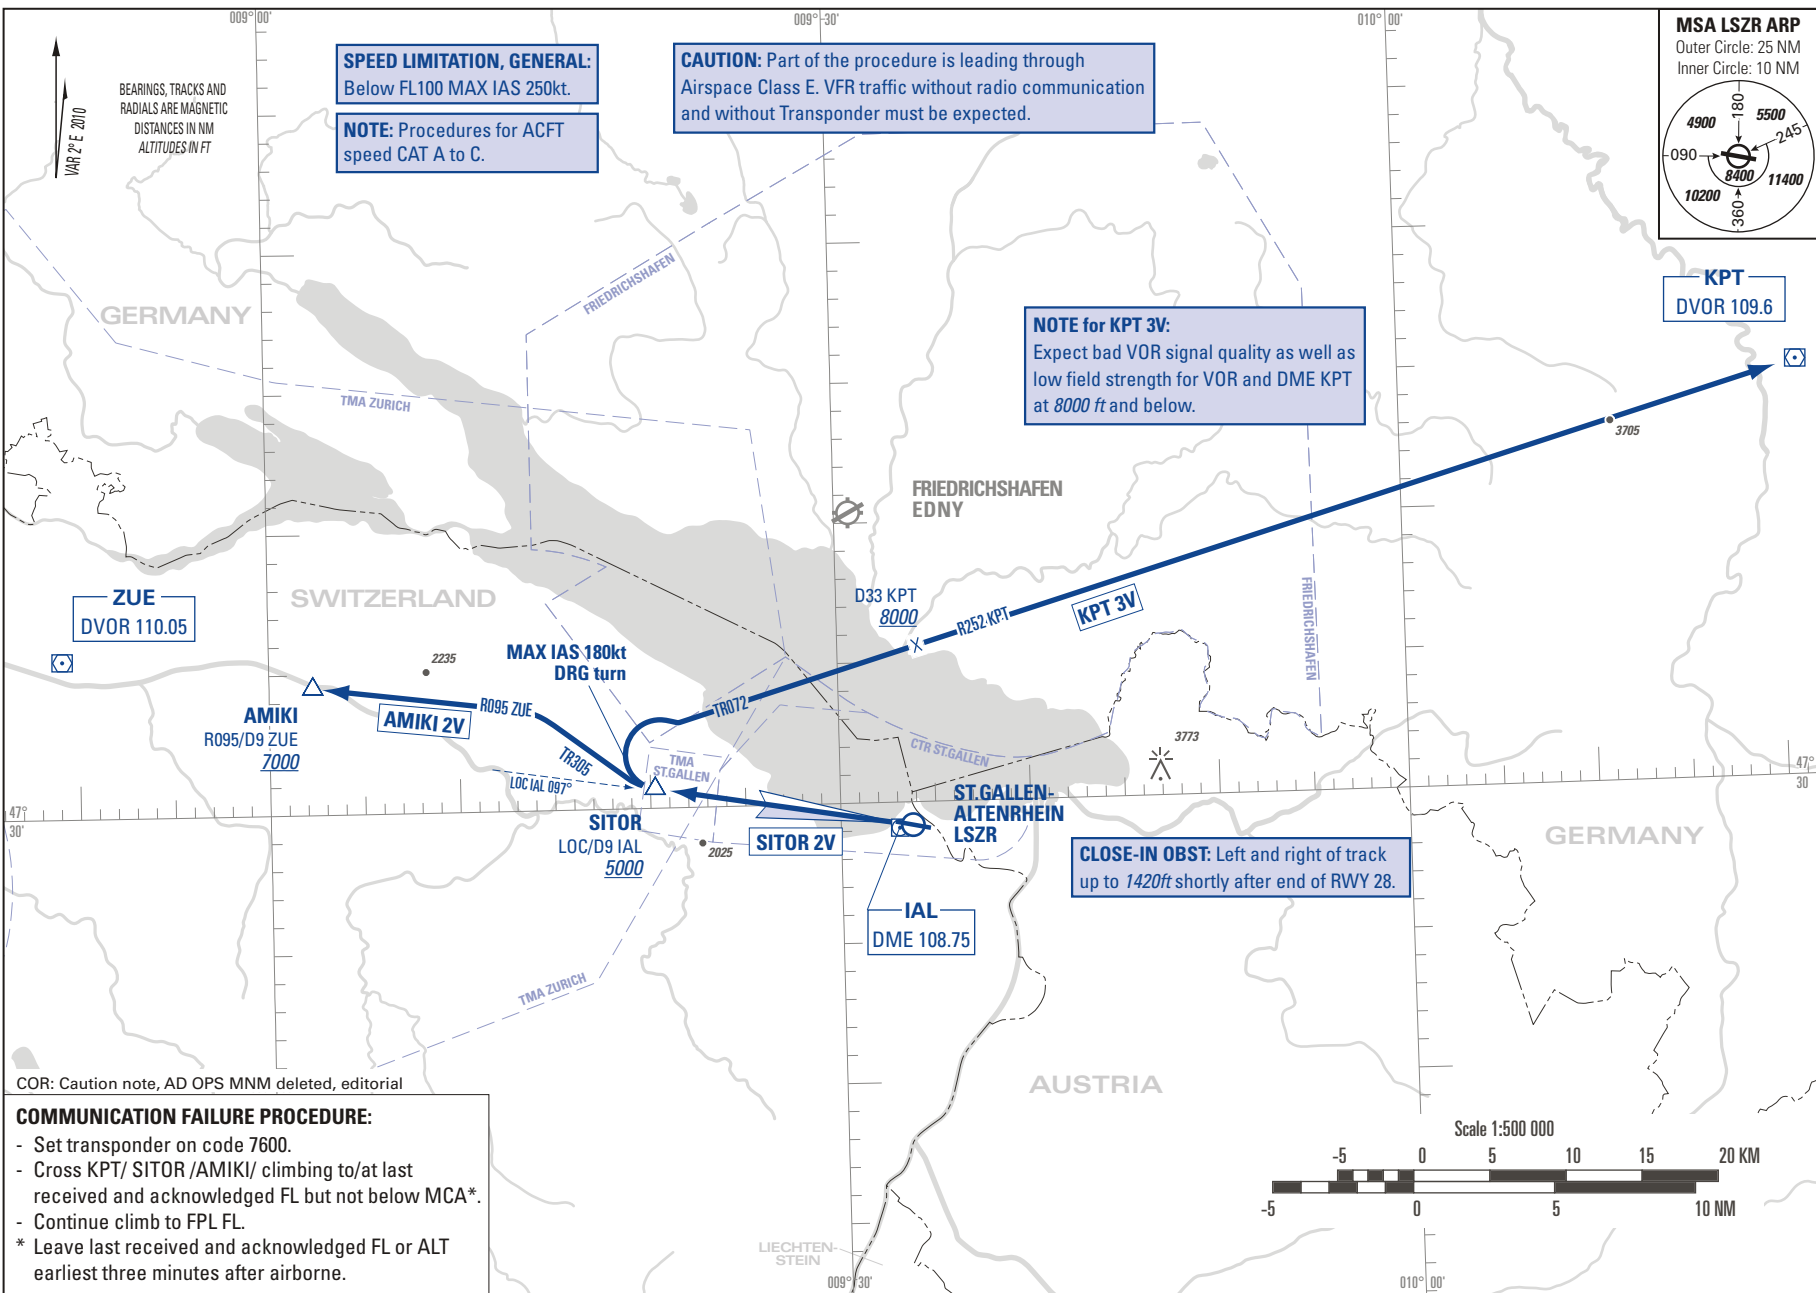 009° 00'
009° 30'
010° 00'
VAR 2° E 2010
BEARINGS, TRACKS AND
RADIALS ARE MAGNETIC
DISTANCES IN NM
ALTITUDES IN FT
SPEED LIMITATION, GENERAL:
Below FL100 MAX IAS 250kt.
NOTE: Procedures for ACFT
speed CAT A to C.
CAUTION: Part of the procedure is leading through
Airspace Class E. VFR traffic without radio communication
and without Transponder must be expected.
MSA LSZR ARP
Outer Circle: 25 NM
Inner Circle: 10 NM
180
4900
5500
245
090
8400
11400
10200
360
KPT
DVOR 109.6
GERMANY
FRIEDRICHSHAFEN
NOTE for KPT 3V:
Expect bad VOR signal quality as well as
low field strength for VOR and DME KPT
at 8000 ft and below.
TMA ZURICH
3705
FRIEDRICHSHAFEN
EDNY
SWITZERLAND
ZUE
DVOR 110.05
D33 KPT
8000
R252 KPT
KPT 3V
FRIEDRICHSHAFEN
2235
MAX IAS 180kt
DRG turn
TR072
AMIKI
R095/D9 ZUE
7000
AMIKI 2V
R095 ZUE
TR305
LOC IAL 097°
TMA
ST.GALLEN
CTR ST.GALLEN
3773
47°
30'
47°
30'
SITOR
LOC/D9 IAL
5000
2025
SITOR 2V
ST.GALLEN-
ALTENRHEIN
LSZR
GERMANY
CLOSE-IN OBST: Left and right of track
up to 1420ft shortly after end of RWY 28.
IAL
DME 108.75
TMA ZURICH
AUSTRIA
COR: Caution note, AD OPS MNM deleted, editorial
COMMUNICATION FAILURE PROCEDURE:
- Set transponder on code 7600.
- Cross KPT/ SITOR /AMIKI/ climbing to/at last
received and acknowledged FL but not below MCA*.
- Continue climb to FPL FL.
* Leave last received and acknowledged FL or ALT
earliest three minutes after airborne.
Scale 1:500 000
-5 0 5 10 15 20 KM
-5 0 5 10 NM
LIECHTEN-
STEIN
009° 30'
010° 00'